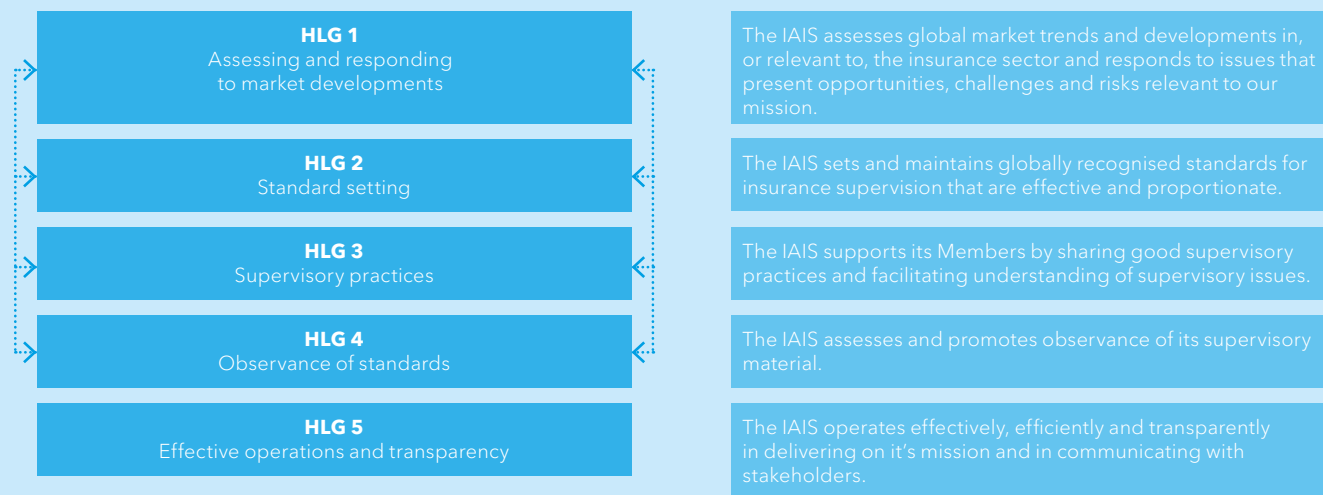 HLG 1
Assessing and responding
to market developments
The IAIS assesses global market trends and developments in,
or relevant to, the insurance sector and responds to issues that
present opportunities, challenges and risks relevant to our
mission.
HLG 2
Standard setting
The IAIS sets and maintains globally recognised standards for
insurance supervision that are effective and proportionate.
HLG 3
Supervisory practices
The IAIS supports its Members by sharing good supervisory
practices and facilitating understanding of supervisory issues.
HLG 4
Observance of standards
The IAIS assesses and promotes observance of its supervisory
material.
HLG 5
Effective operations and transparency
The IAIS operates effectively, efficiently and transparently
in delivering on it's mission and in communicating with
stakeholders.